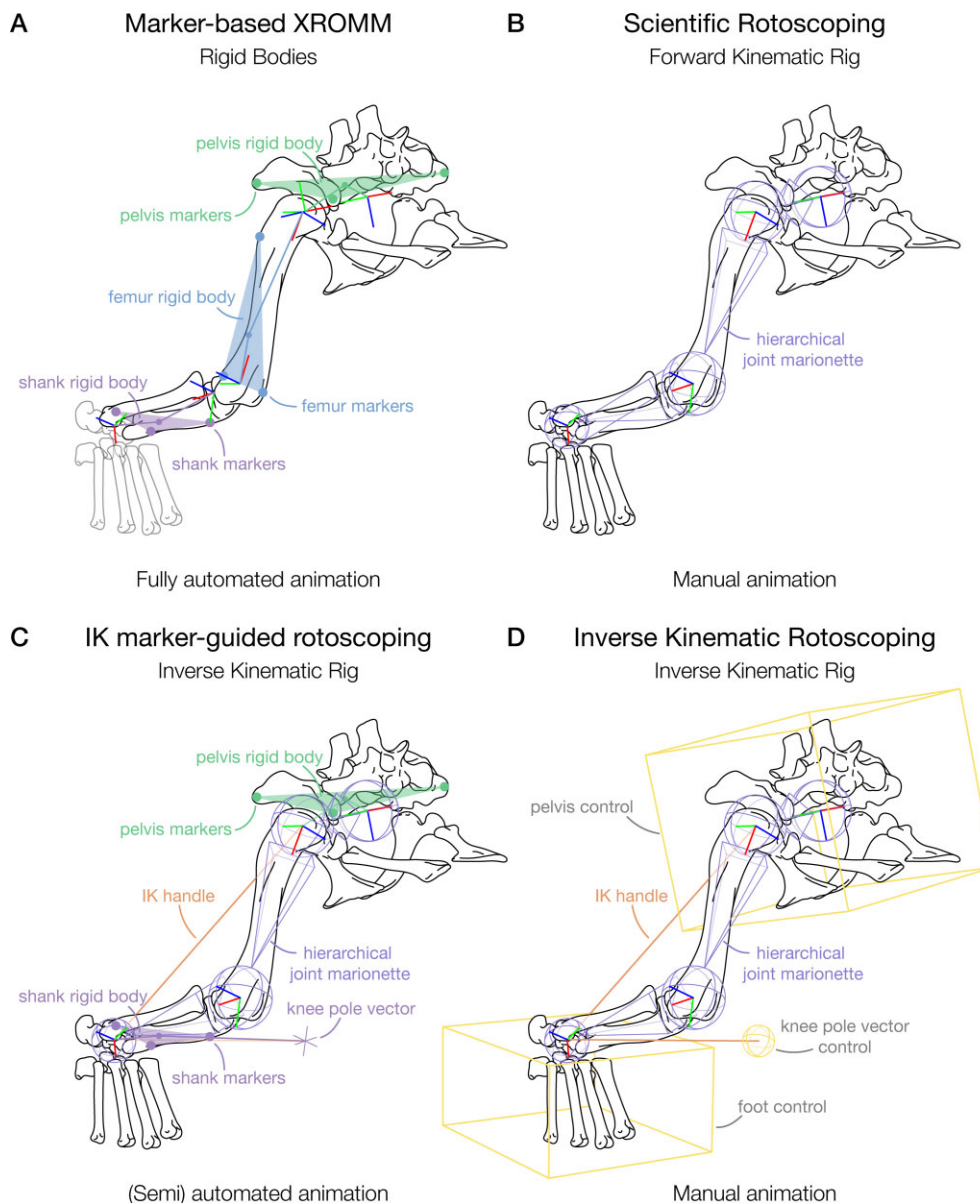 A
Marker-based XROMM
Rigid Bodies
pelvis rigid body
pelvis markers
femur rigid body
shank rigid body
femur markers
shank markers
Fully automated animation
B
Scientific Rotoscoping
Forward Kinematic Rig
hierarchical
joint marionette
Manual animation
C
IK marker-guided rotoscoping
Inverse Kinematic Rig
pelvis rigid body
pelvis markers
IK handle
hierarchical
joint marionette
shank rigid body
knee pole vector
shank markers
(Semi) automated animation
D
Inverse Kinematic Rotoscoping
Inverse Kinematic Rig
pelvis control
IK handle
hierarchical
joint marionette
knee pole vector
control
foot control
Manual animation